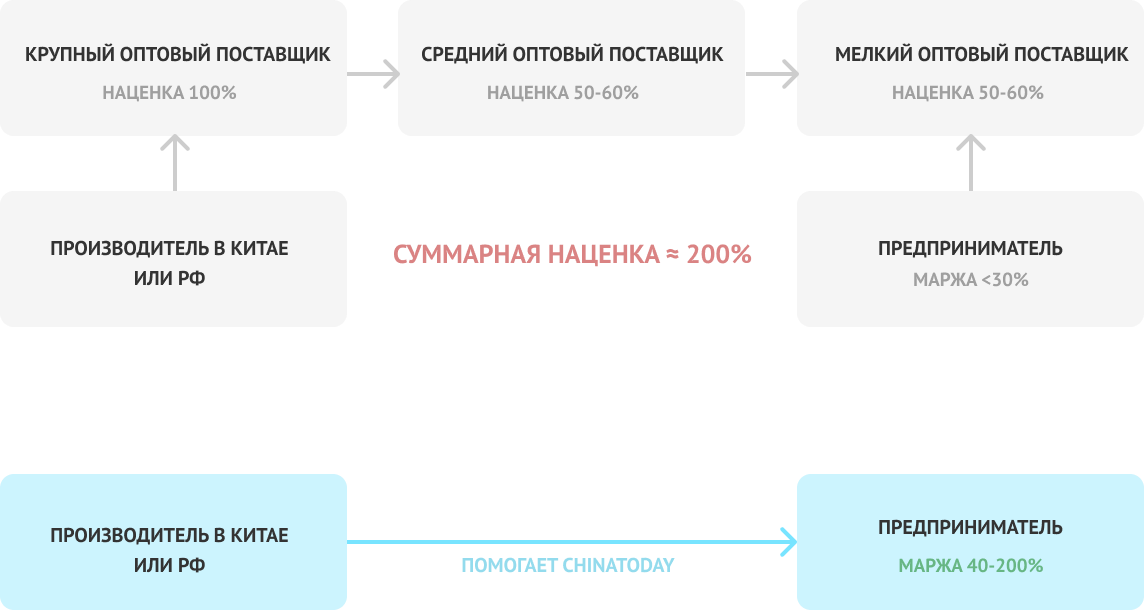 КРУПНЫЙ ОПТОВЫЙ ПОСТАВЩИК
НАЦЕНКА 100%
СРЕДНИЙ ОПТОВЫЙ ПОСТАВЩИК
НАЦЕНКА 50-60%
МЕЛКИЙ ОПТОВЫЙ ПОСТАВЩИК
НАЦЕНКА 50-60%
ПРОИЗВОДИТЕЛЬ В КИТАЕ
ИЛИ РФ
СУММАРНАЯ НАЦЕНКА ≈ 200%
ПРЕДПРИНИМАТЕЛЬ
МАРЖА <30%
ПРОИЗВОДИТЕЛЬ В КИТАЕ
ИЛИ РФ
ПОМОГАЕТ CHINATODAY
ПРЕДПРИНИМАТЕЛЬ
МАРЖА 40-200%